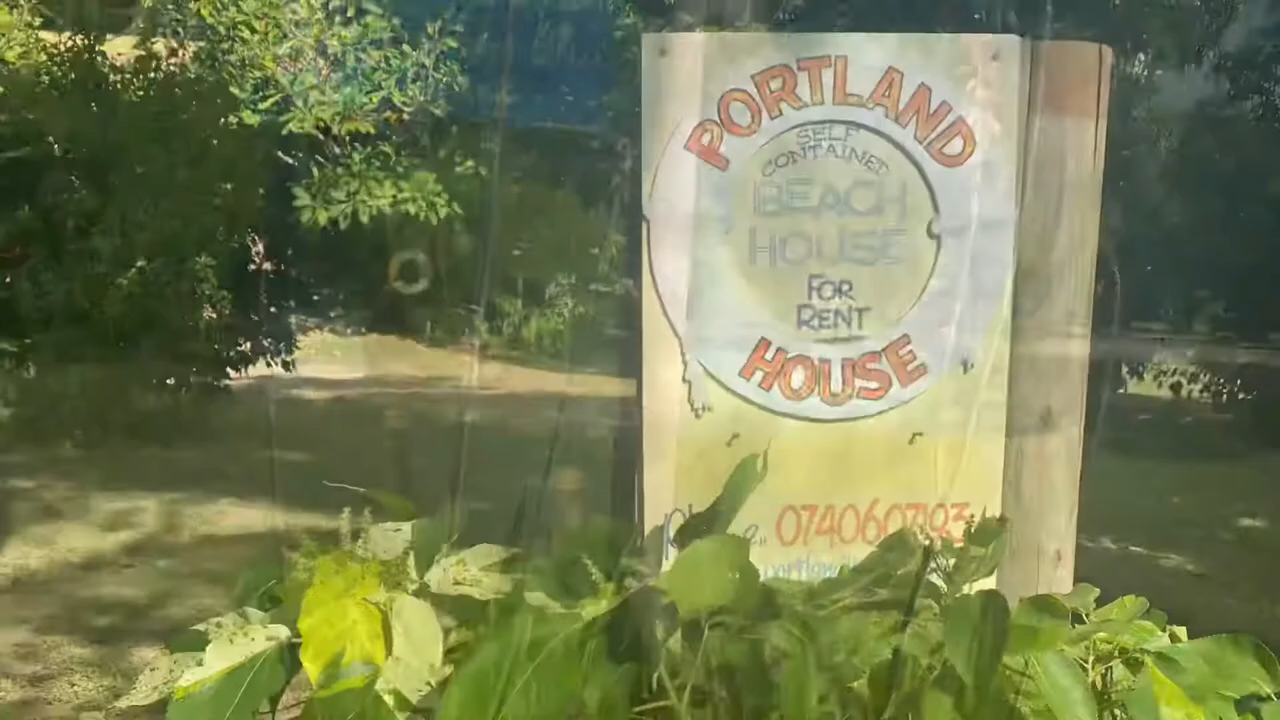 PORTLAND
SELF
CONTAINED
BEACH
HOUSE
FOR
RENT
HOUSE
0740607193